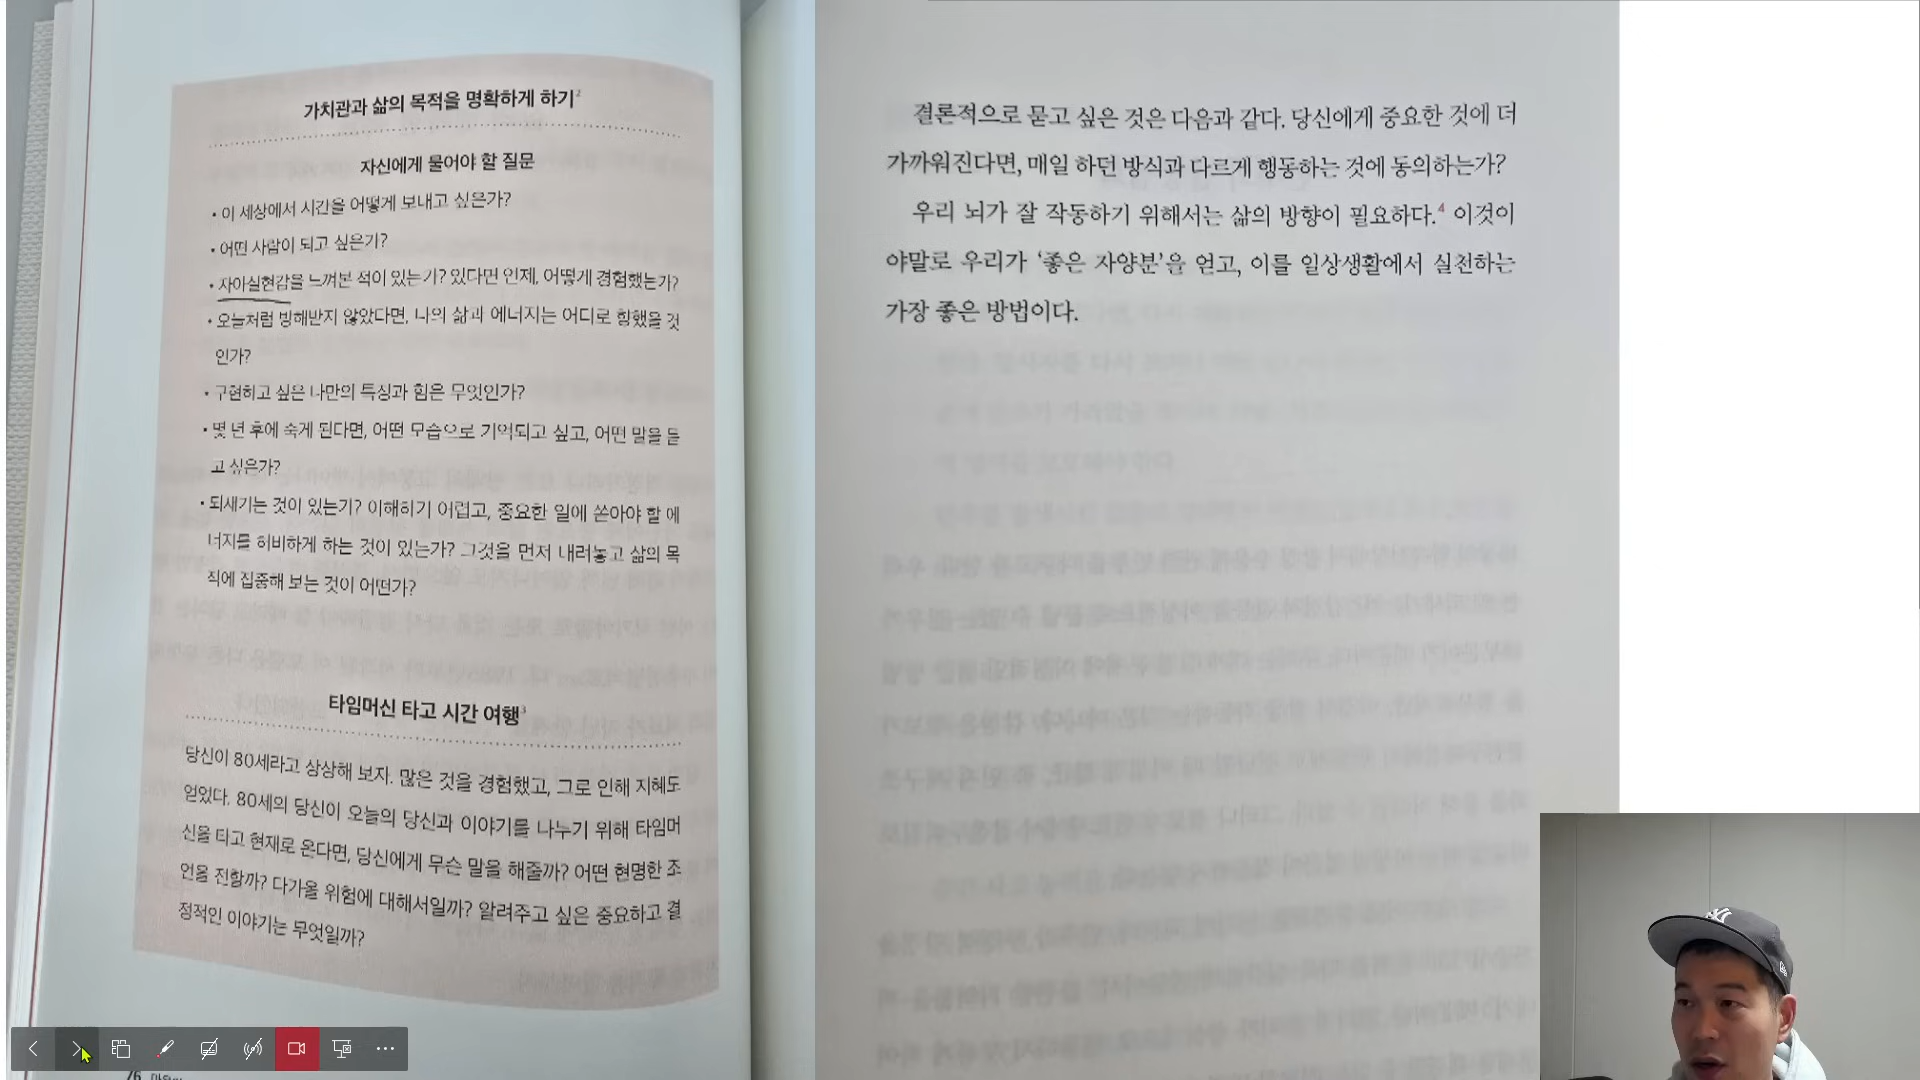 가치관과 삶의 목적을 명확하게 하기²
자신에게 물어야 할 질문
• 이 세상에서 시간을 어떻게 보내고 싶은가?
• 어떤 사람이 되고 싶은가?
• 자아실현감을 느껴본 적이 있는가? 있다면 언제, 어떻게 경험했는가?
• 오늘처럼 방해받지 않았다면, 나의 삶과 에너지는 어디로 향했을 것
인가?
• 구현하고 싶은 나만의 특징과 힘은 무엇인가?
• 몇 년 후에 죽게 된다면, 어떤 모습으로 기억되고 싶고, 어떤 말을 듣
고 싶은가?
• 되새기는 것이 있는가? 이해하기 어렵고, 중요한 일에 쏟아야 할 에
너지를 허비하게 하는 것이 있는가? 그것을 먼저 내려놓고 삶의 목
적에 집중해 보는 것이 어떤가?
타임머신 타고 시간 여행³
당신이 80세라고 상상해 보자. 많은 것을 경험했고, 그로 인해 지혜도
얻었다. 80세의 당신이 오늘의 당신과 이야기를 나누기 위해 타임머
신을 타고 현재로 온다면, 당신에게 무슨 말을 해줄까? 어떤 현명한 조
언을 전할까? 다가올 위험에 대해서일까? 알려주고 싶은 중요하고 결
정적인 이야기는 무엇일까?
76
결론적으로 묻고 싶은 것은 다음과 같다. 당신에게 중요한 것에 더
가까워진다면, 매일 하던 방식과 다르게 행동하는 것에 동의하는가?
우리 뇌가 잘 작동하기 위해서는 삶의 방향이 필요하다.⁴ 이것이
야말로 우리가 ‘좋은 자양분’을 얻고, 이를 일상생활에서 실천하는
가장 좋은 방법이다.